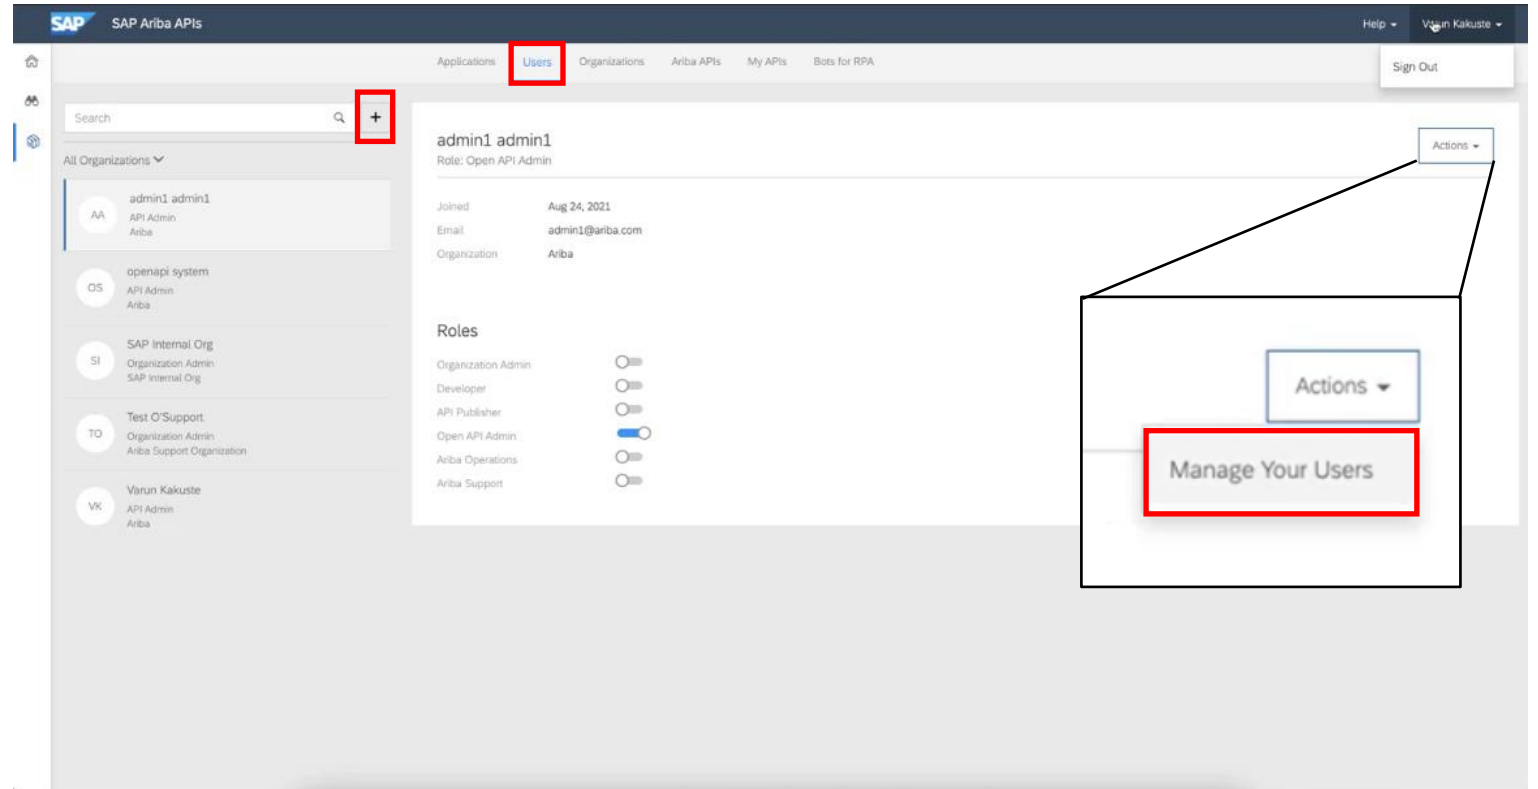 SAP SAP Ariba APIs Help Varun Kakuste
Sign Out
Applications Users Organizations Ariba APIs My APIs Bots for RPA
Search +
All Organizations
AA admin1 admin1
API Admin
Ariba
OS openapi system
API Admin
Ariba
SI SAP Internal Org
Organization Admin
SAP Internal Org
TO Test O'Support
Organization Admin
Ariba Support Organization
VK Varun Kakuste
API Admin
Ariba
admin1 admin1
Role: Open API Admin
Actions
Joined Aug 24, 2021
Email admin1@ariba.com
Organization Ariba
Roles
Organization Admin
Developer
API Publisher
Open API Admin
Ariba Operations
Ariba Support
Actions
Manage Your Users